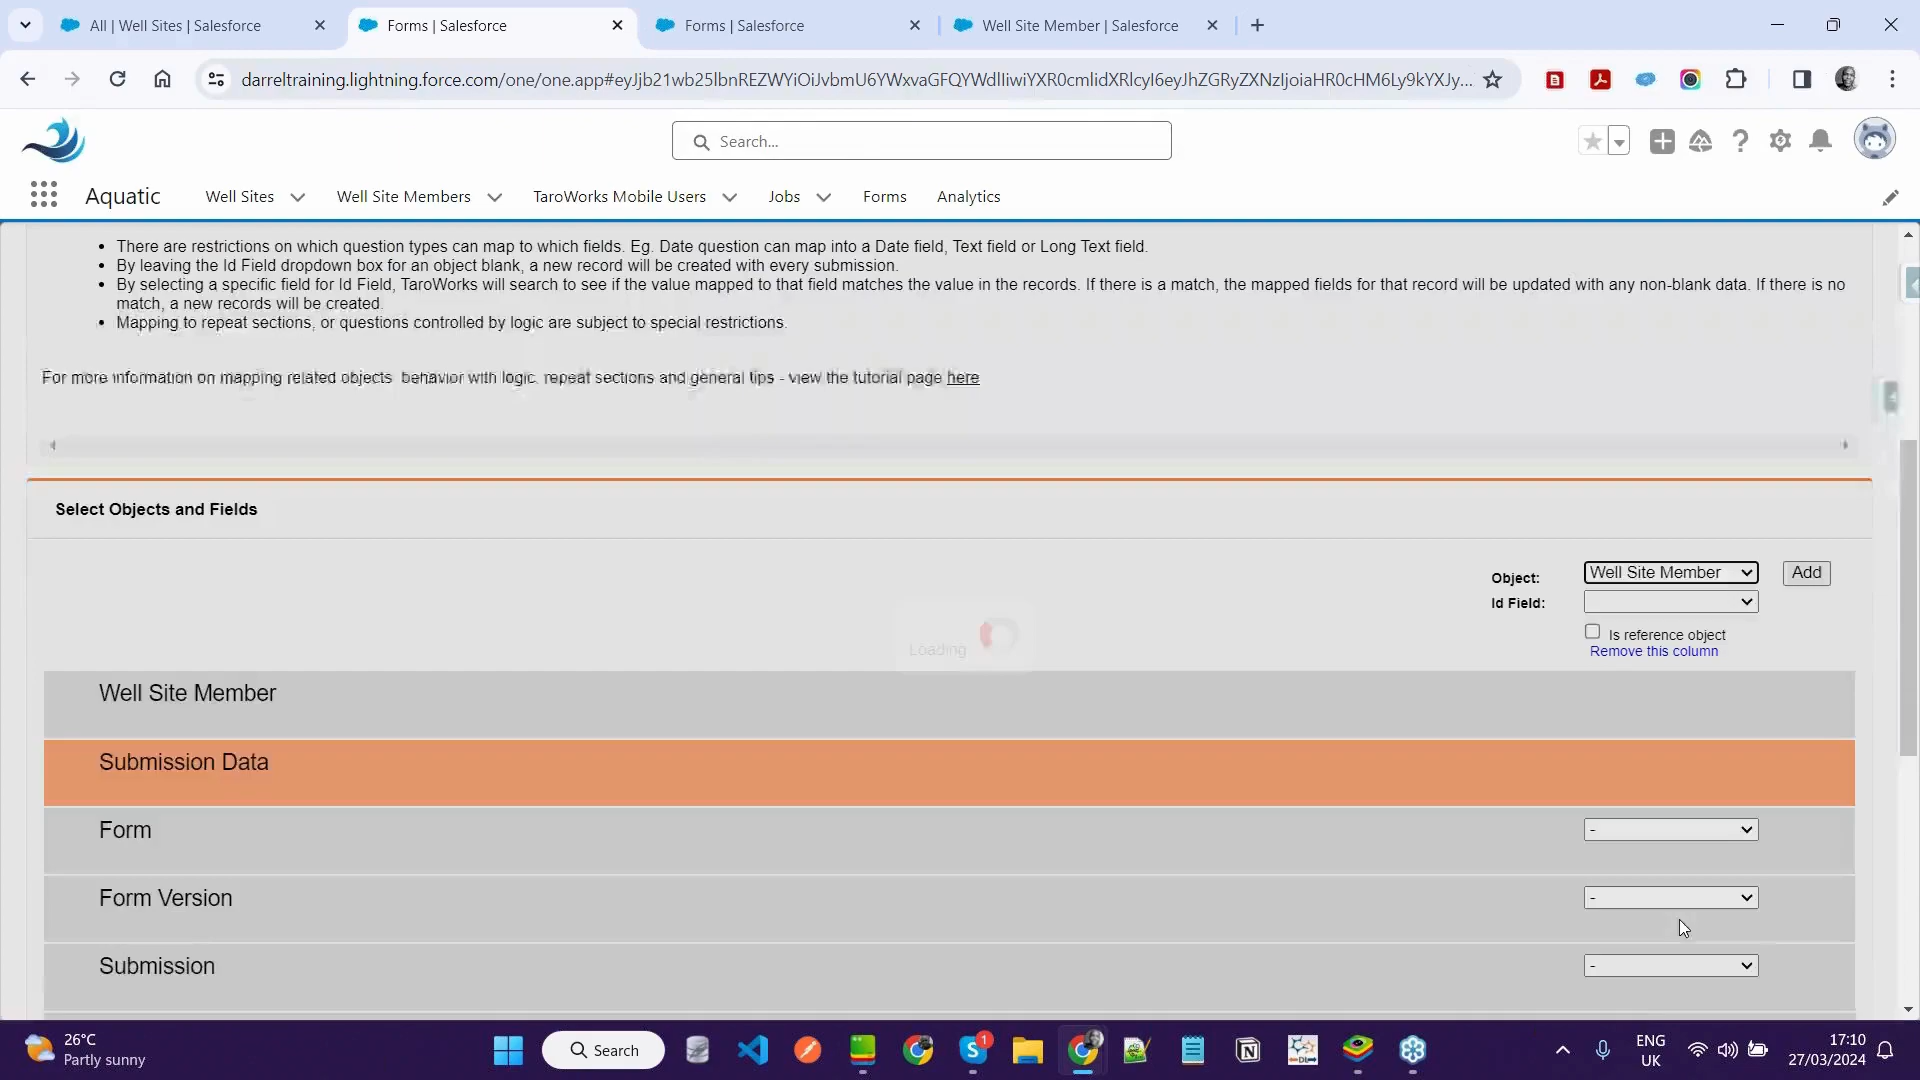 All | Well Sites | Salesforce
Forms | Salesforce
Forms | Salesforce
Well Site Member | Salesforce
darreltraining.lightning.force.com/one/one.app#eyJjb21wb25lbnREZWYiOiJvbmU6YWxvaGFQYWdlIiwiYXR0cmlidXRlcyI6eyJhZGRyZXNzIjoiaHR0cHM6Ly9kYXJy...
Search...
Aquatic
Well Sites
Well Site Members
TaroWorks Mobile Users
Jobs
Forms
Analytics
• There are restrictions on which question types can map to which fields. Eg. Date question can map into a Date field, Text field or Long Text field.
• By leaving the Id Field dropdown box for an object blank, a new record will be created with every submission.
• By selecting a specific field for Id Field, TaroWorks will search to see if the value mapped to that field matches the value in the records. If there is a match, the mapped fields for that record will be updated with any non-blank data. If there is no
match, a new records will be created.
• Mapping to repeat sections, or questions controlled by logic are subject to special restrictions.
For more information on mapping related objects behavior with logic, repeat sections and general tips - view the tutorial page here
Select Objects and Fields
Object:
Well Site Member
Add
Id Field:
Is reference object
Remove this column
Loading
Well Site Member
Submission Data
Form
-
Form Version
-
Submission
-
26°C
Partly sunny
Search
1
ENG
UK
17:10
27/03/2024